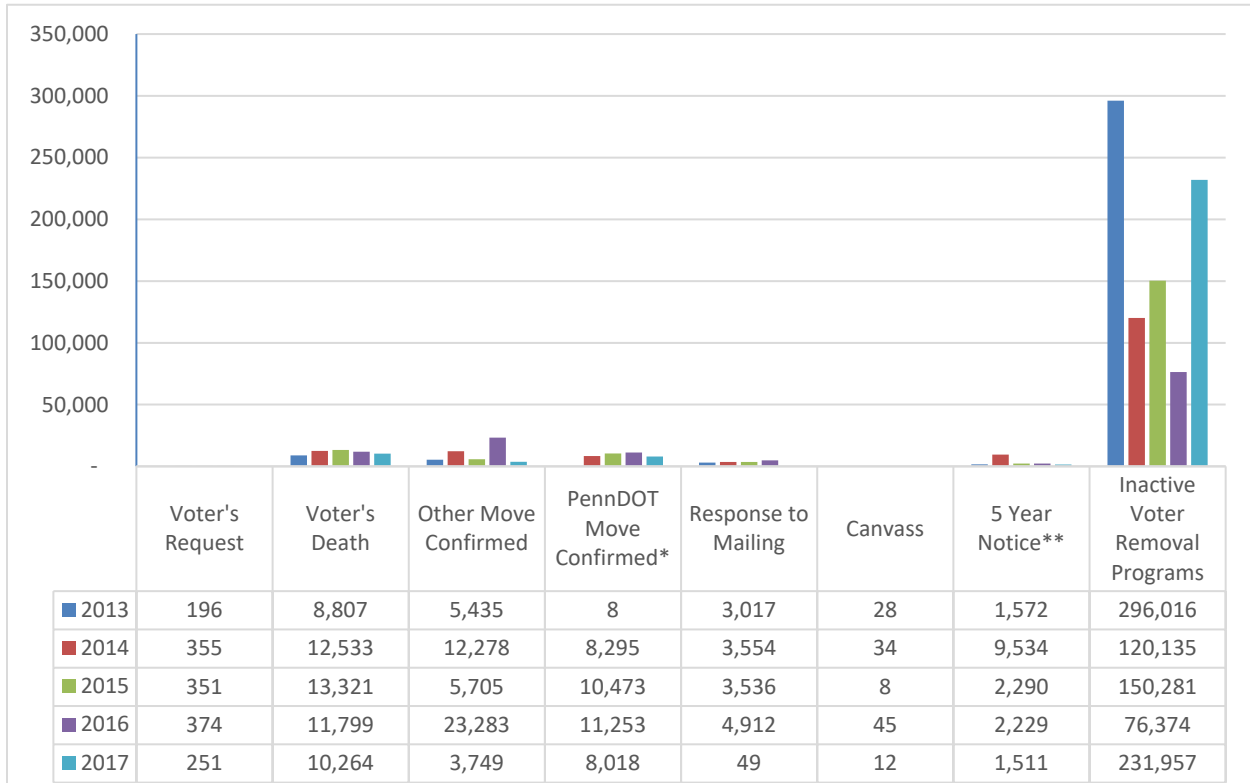 350,000
300,000
250,000
200,000
150,000
100,000
50,000
-
Voter's
Request
Voter's
Death
Other Move
Confirmed
PennDOT
Move
Confirmed*
Response to
Mailing
Canvass
5 Year
Notice**
Inactive
Voter
Removal
Programs
2013 196 8,807 5,435 8 3,017 28 1,572 296,016
2014 355 12,533 12,278 8,295 3,554 34 9,534 120,135
2015 351 13,321 5,705 10,473 3,536 8 2,290 150,281
2016 374 11,799 23,283 11,253 4,912 45 2,229 76,374
2017 251 10,264 3,749 8,018 49 12 1,511 231,957